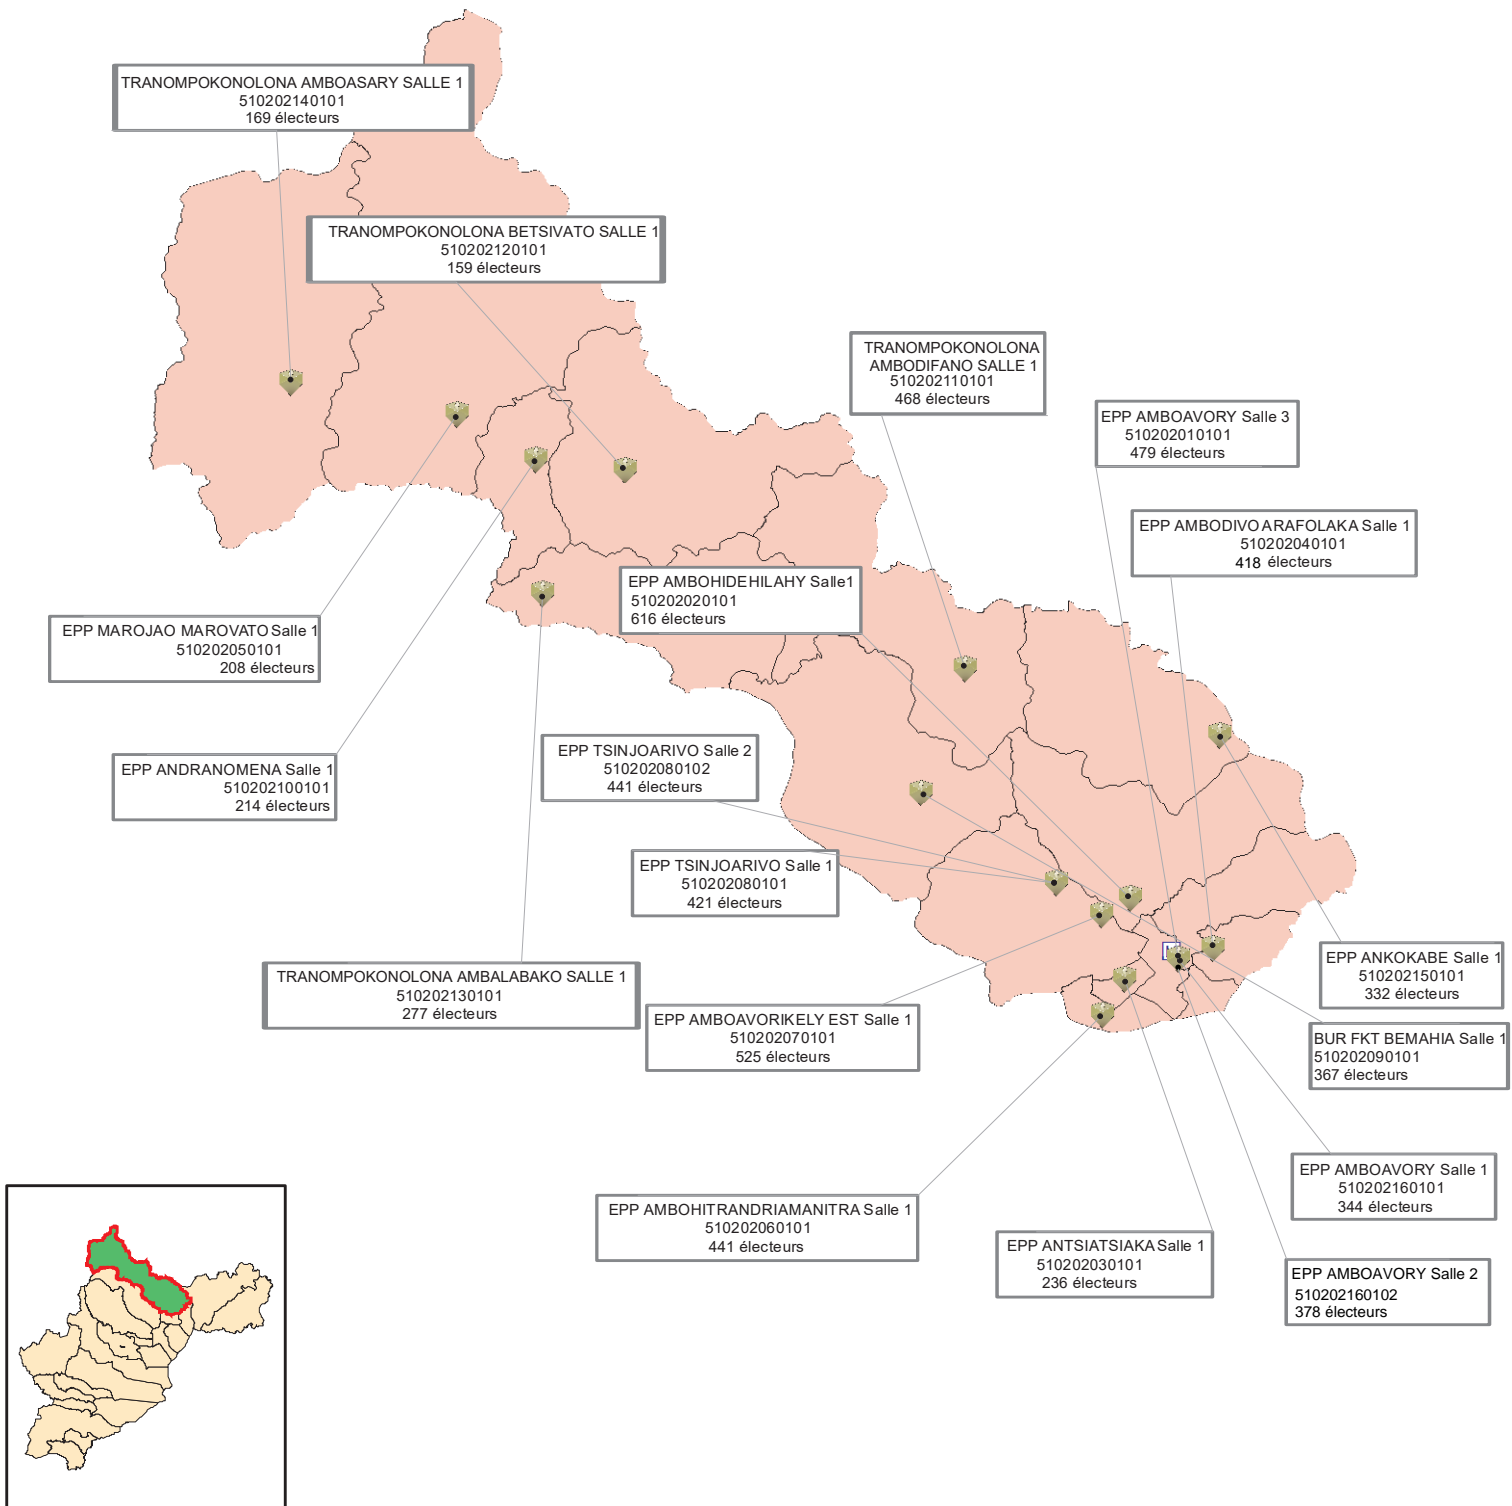 TRANOMPOKONOLONA AMBOASARY SALLE 1
510202140101
169 électeurs
TRANOMPOKONOLONA BETSIVATO SALLE 1
510202120101
159 électeurs
TRANOMPOKONOLONA
AMBODIFANO SALLE 1
510202110101
468 électeurs
EPP AMBOAVORY Salle 3
510202010101
479 électeurs
EPP AMBODIVO ARAFOLAKA Salle 1
510202040101
418 électeurs
EPP AMBOHIDEHILAHY Salle1
510202020101
616 électeurs
EPP MAROJAO MAROVATO Salle 1
510202050101
208 électeurs
EPP ANDRANOMENA Salle 1
510202100101
214 électeurs
EPP TSINJOARIVO Salle 2
510202080102
441 électeurs
EPP TSINJOARIVO Salle 1
510202080101
421 électeurs
TRANOMPOKONOLONA AMBALABAKO SALLE 1
510202130101
277 électeurs
EPP AMBOAVORIKELY EST Salle 1
510202070101
525 électeurs
EPP ANKOKABE Salle 1
510202150101
332 électeurs
BUR FKT BEMAHIA Salle 1
510202090101
367 électeurs
EPP AMBOAVORY Salle 1
510202160101
344 électeurs
EPP AMBOHITRANDRIAMANITRA Salle 1
510202060101
441 électeurs
EPP ANTSIATSIAKA Salle 1
510202030101
236 électeurs
EPP AMBOAVORY Salle 2
510202160102
378 électeurs